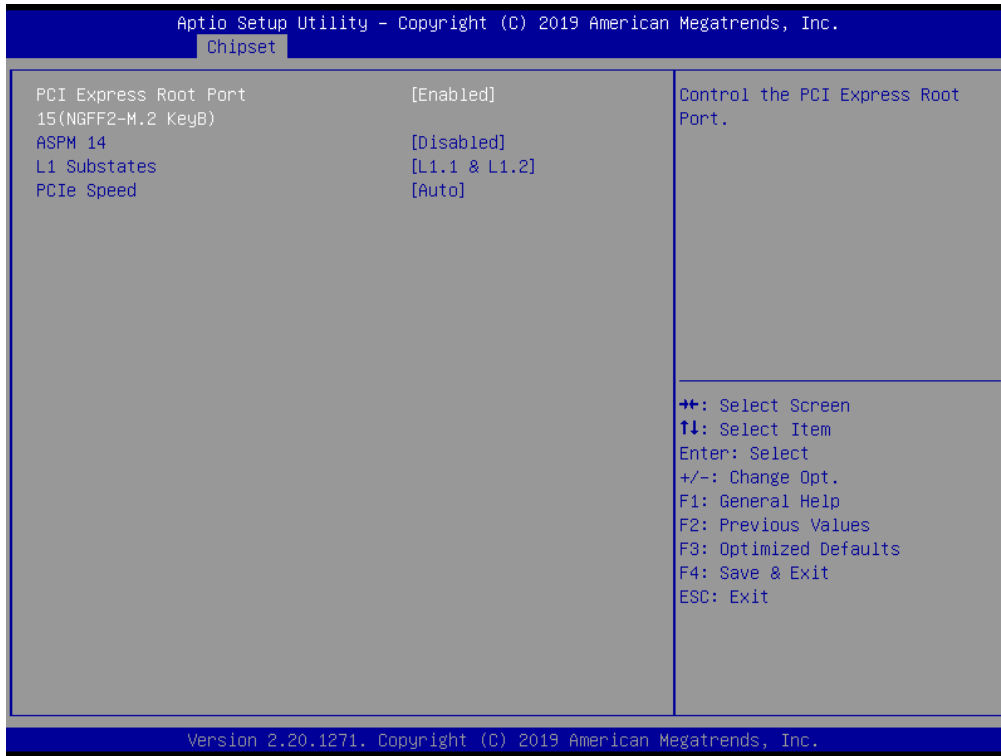 Aptio Setup Utility – Copyright (C) 2019 American Megatrends, Inc.
Chipset
PCI Express Root Port [Enabled]
15(NGFF2-M.2 KeyB)
ASPM 14 [Disabled]
L1 Substates [L1.1 & L1.2]
PCIe Speed [Auto]
Control the PCI Express Root
Port.
→←: Select Screen
↑↓: Select Item
Enter: Select
+/-: Change Opt.
F1: General Help
F2: Previous Values
F3: Optimized Defaults
F4: Save & Exit
ESC: Exit
Version 2.20.1271. Copyright (C) 2019 American Megatrends, Inc.